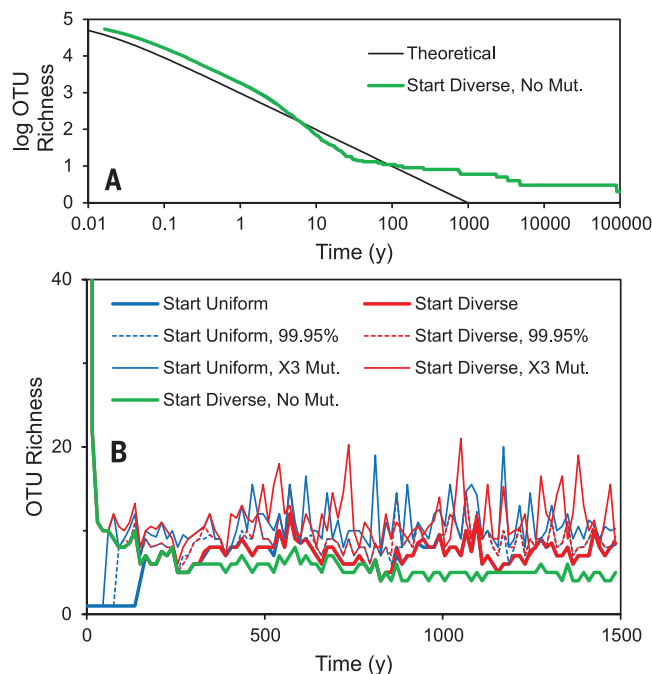 5
4
3
2
1
0
log OTU
Richness
Theoretical
Start Diverse, No Mut.
A
0.01 0.1 1 10 100 1000 10000 100000
Time (y)
40
20
0
OTU Richness
Start Uniform Start Diverse
Start Uniform, 99.95% Start Diverse, 99.95%
Start Uniform, X3 Mut. Start Diverse, X3 Mut.
Start Diverse, No Mut.
B
0 500 1000 1500
Time (y)